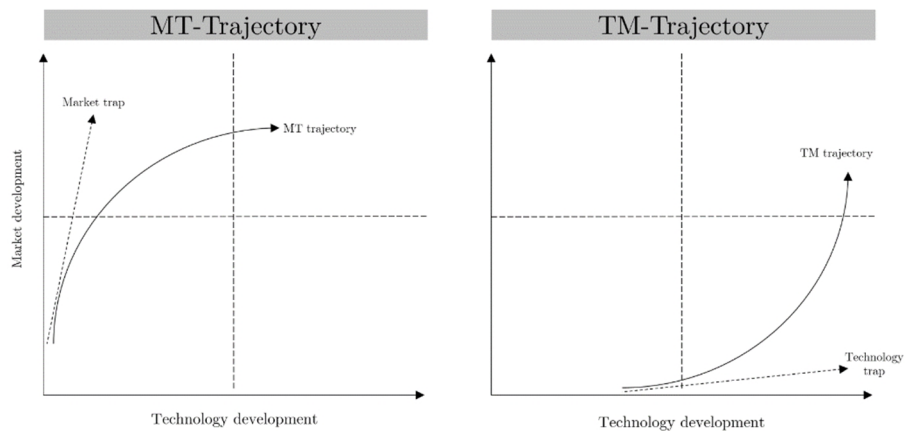 MT-Trajectory
Market trap
MT trajectory
Market development
Technology development
TM-Trajectory
TM trajectory
Technology
trap
Technology development